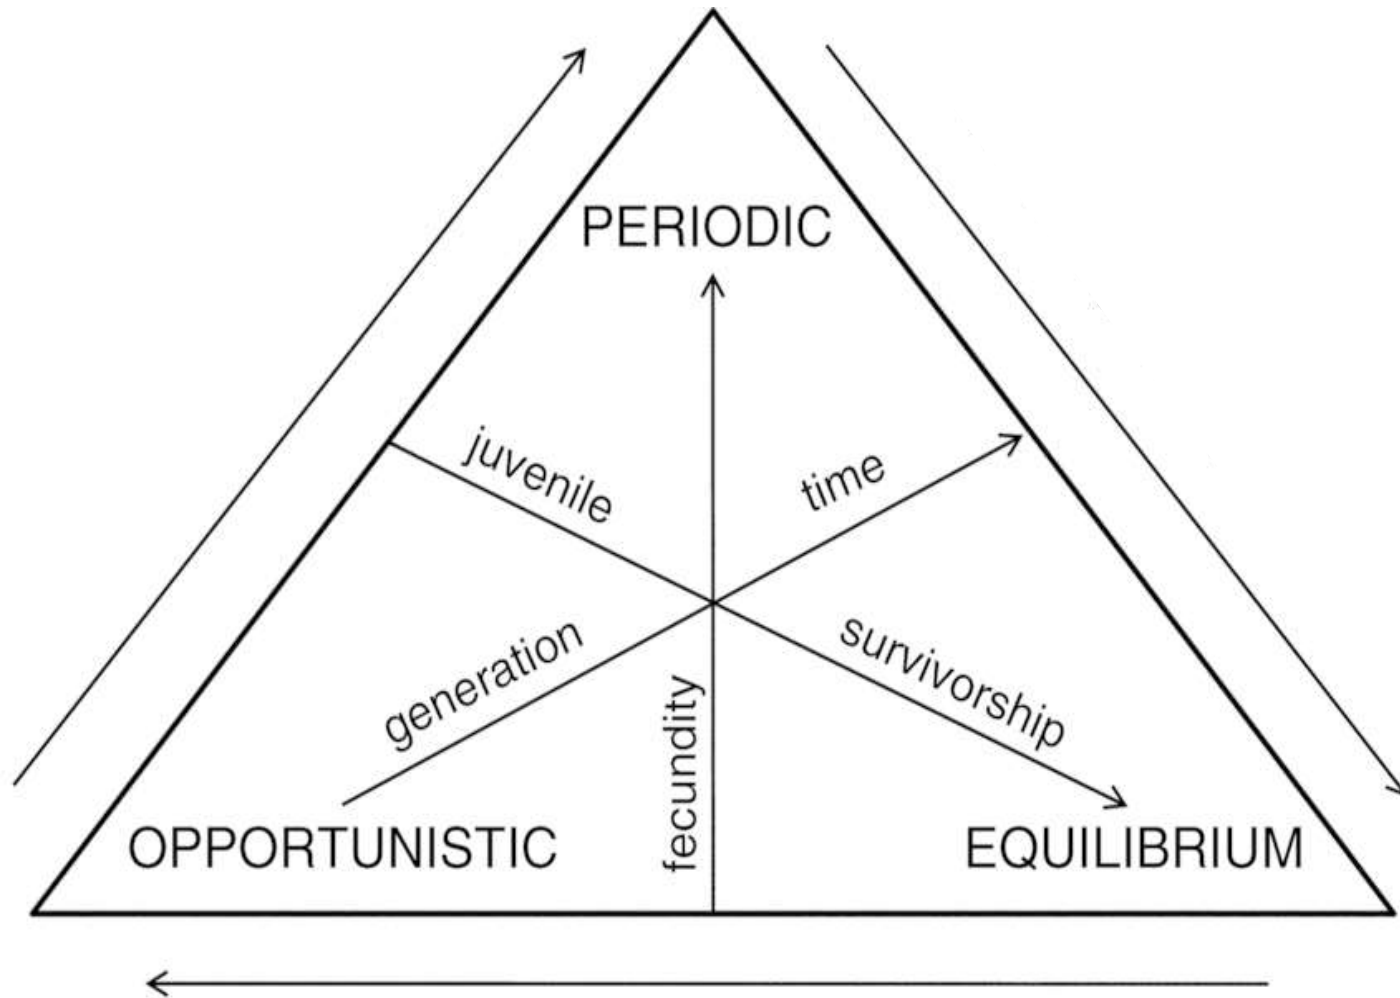 PERIODIC
juvenile
time
generation
survivorship
fecundity
OPPORTUNISTIC
EQUILIBRIUM